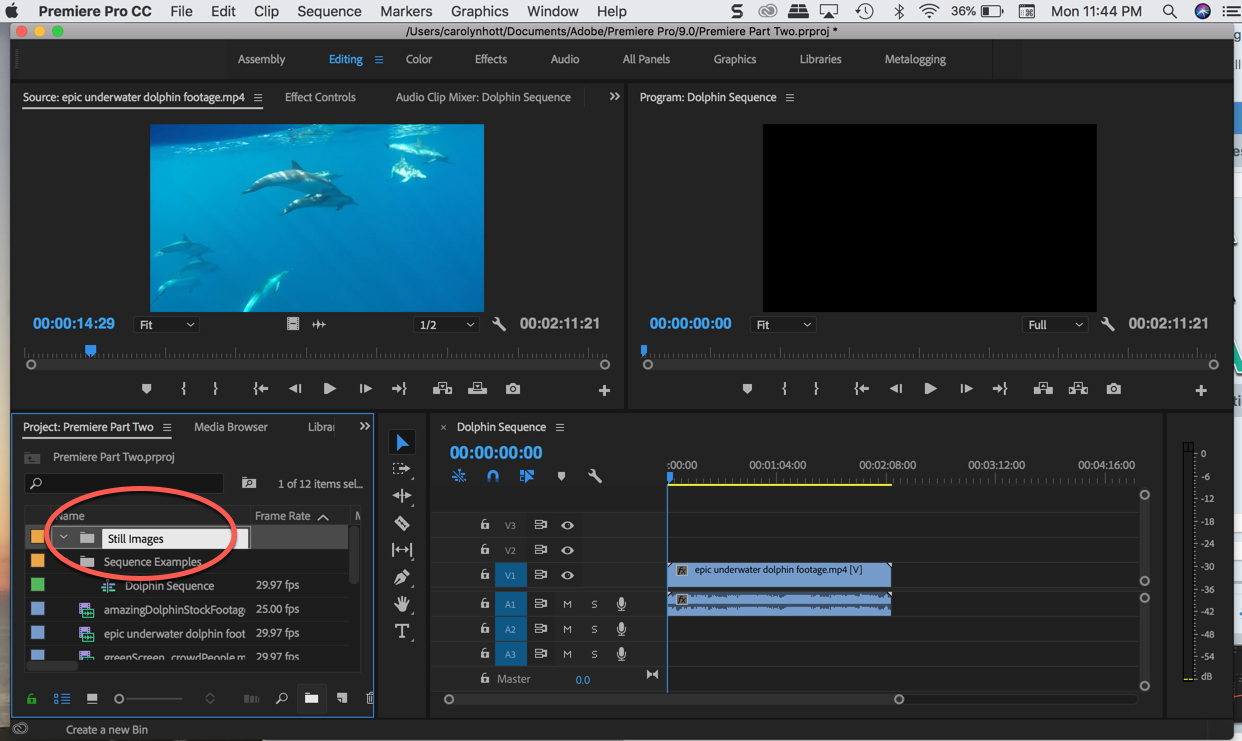 Premiere Pro CC File Edit Clip Sequence Markers Graphics Window Help 36% Mon 11:44 PM
/Users/carolynhott/Documents/Adobe/Premiere Pro/9.0/Premiere Part Two.prproj *
Assembly Editing Color Effects Audio All Panels Graphics Libraries Metalogging
Source: epic underwater dolphin footage.mp4 Effect Controls Audio Clip Mixer: Dolphin Sequence
Program: Dolphin Sequence
00:00:14:29 Fit 1/2 00:02:11:21
00:00:00:00 Fit Full 00:02:11:21
Project: Premiere Part Two Media Browser Librar
Premiere Part Two.prproj
1 of 12 items sel...
Name Frame Rate M
Still Images
Sequence Examples
Dolphin Sequence 29.97 fps
amazingDolphinStockFootag 25.00 fps
epic underwater dolphin foot 29.97 fps
greenScreen_crowdPeople.m 29.97 fps
Create a new Bin
× Dolphin Sequence
00:00:00:00
:00:00 00:01:04:00 00:02:08:00 00:03:12:00 00:04:16:00
V3
V2
V1 fx epic underwater dolphin footage.mp4 [V]
A1 M S fx
A2 M S
A3 M S
Master 0.0
0
-6
-12
-18
-24
-30
-36
-42
-48
-54
dB